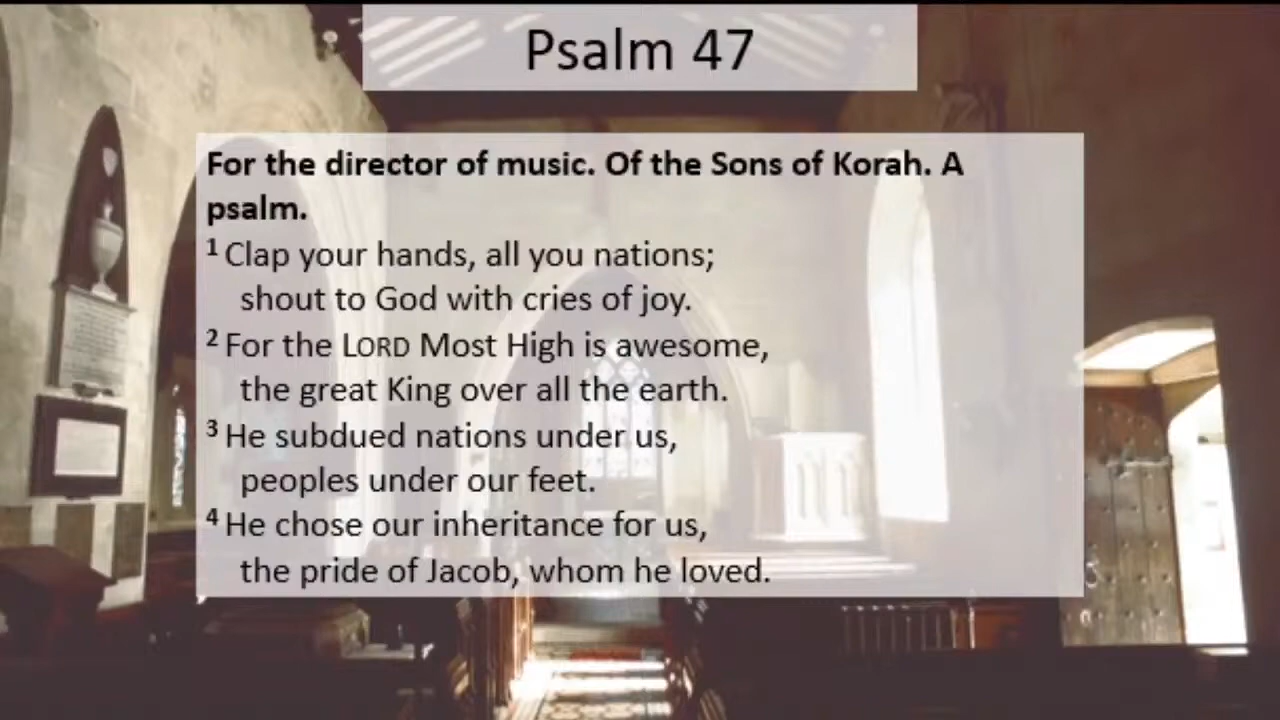 Psalm 47
For the director of music. Of the Sons of Korah. A
psalm.
1 Clap your hands, all you nations;
shout to God with cries of joy.
2 For the LORD Most High is awesome,
the great King over all the earth.
3 He subdued nations under us,
peoples under our feet.
4 He chose our inheritance for us,
the pride of Jacob, whom he loved.